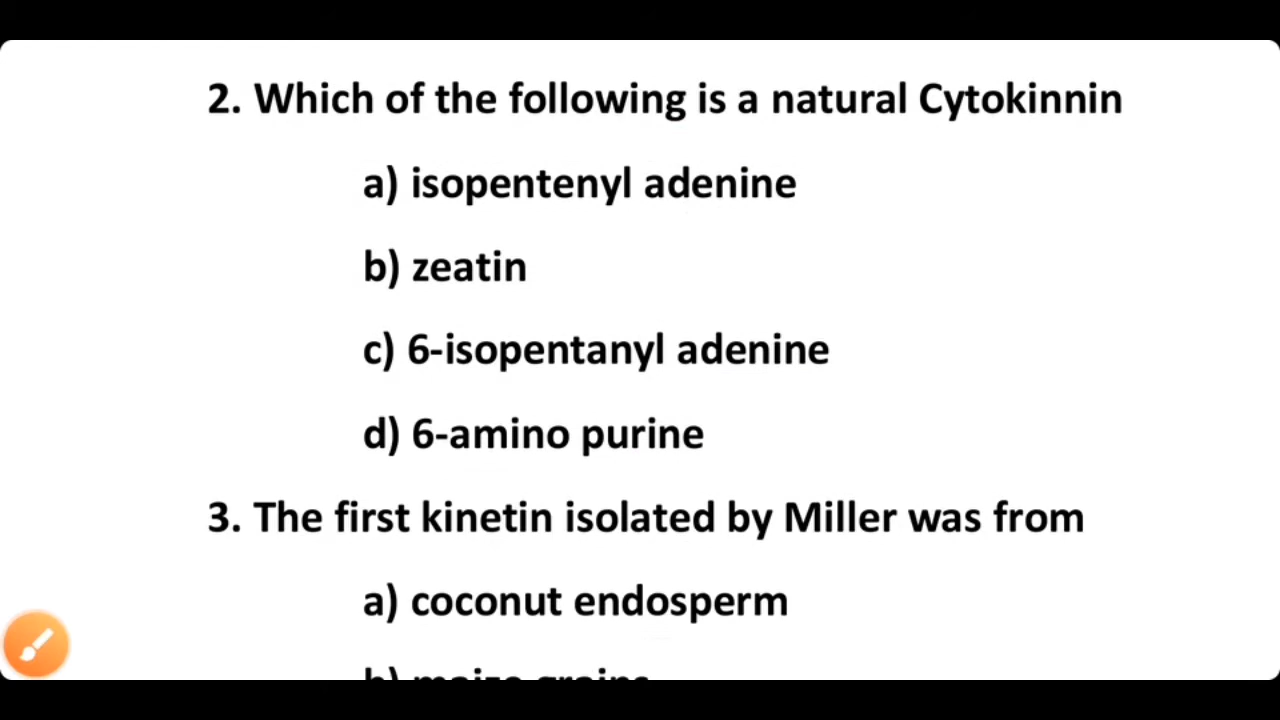 2. Which of the following is a natural Cytokinnin
a) isopentenyl adenine
b) zeatin
c) 6-isopentanyl adenine
d) 6-amino purine
3. The first kinetin isolated by Miller was from
a) coconut endosperm
b) maize grains